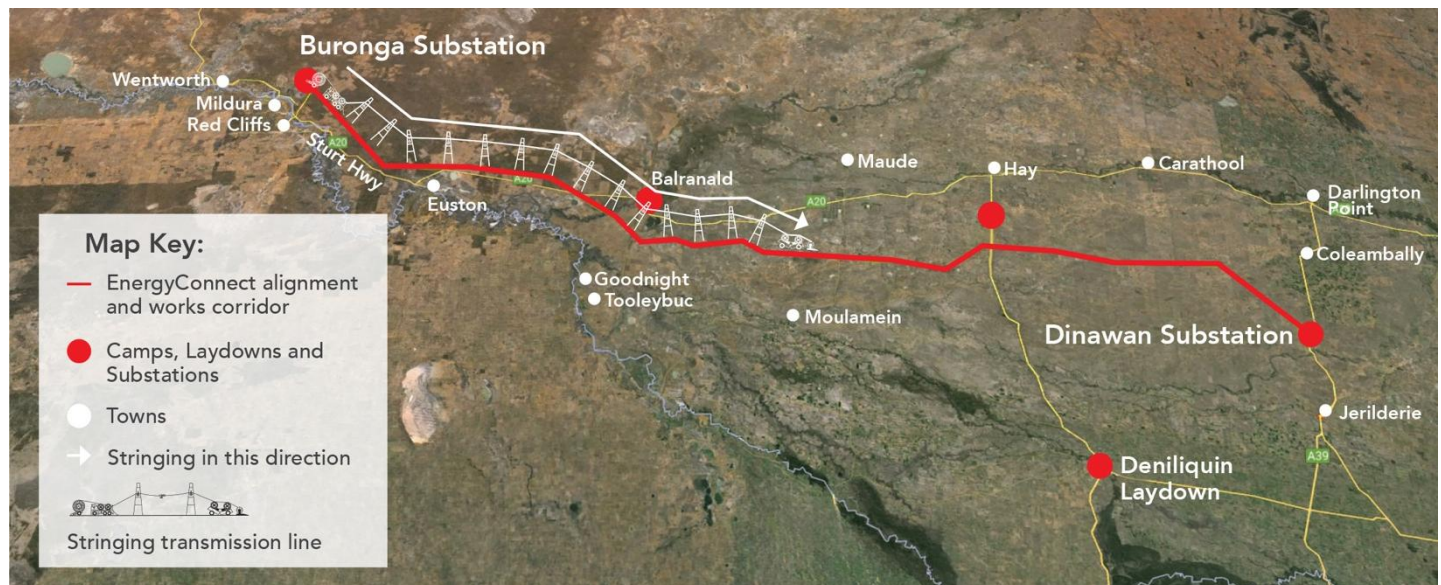 Buronga Substation
Wentworth
Mildura
Red Cliffs
A20
Sturt Hwy
A20
Euston
Balranald
Maude
A20
Hay
Carathool
Darlington
Point
Coleambally
Goodnight
Tooleybuc
Moulamein
Dinawan Substation
Jerilderie
A39
Deniliquin
Laydown
Map Key:
EnergyConnect alignment
and works corridor
Camps, Laydowns and
Substations
Towns
Stringing in this direction
Stringing transmission line